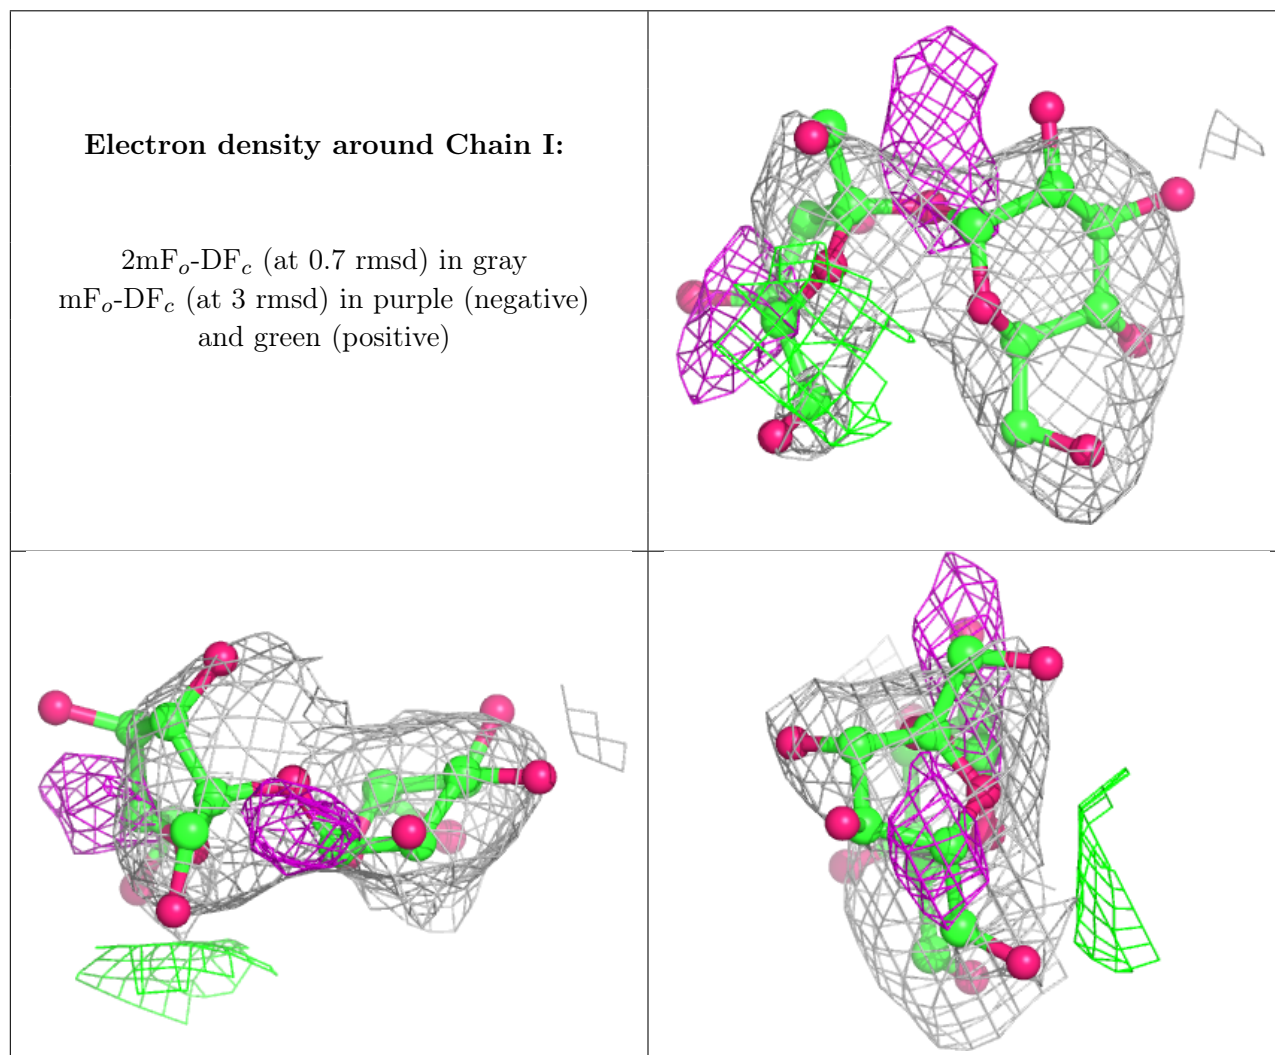 Electron density around Chain I:
2mFₒ-DF𝒸 (at 0.7 rmsd) in gray
mFₒ-DF𝒸 (at 3 rmsd) in purple (negative)
and green (positive)